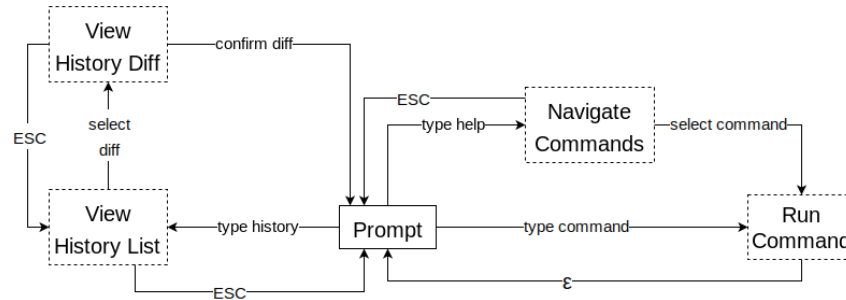 View
History Diff
confirm diff
ESC
select
diff
ESC
Navigate
Commands
type help
select command
View
History List
type history
Prompt
type command
Run
Command
ESC
ε